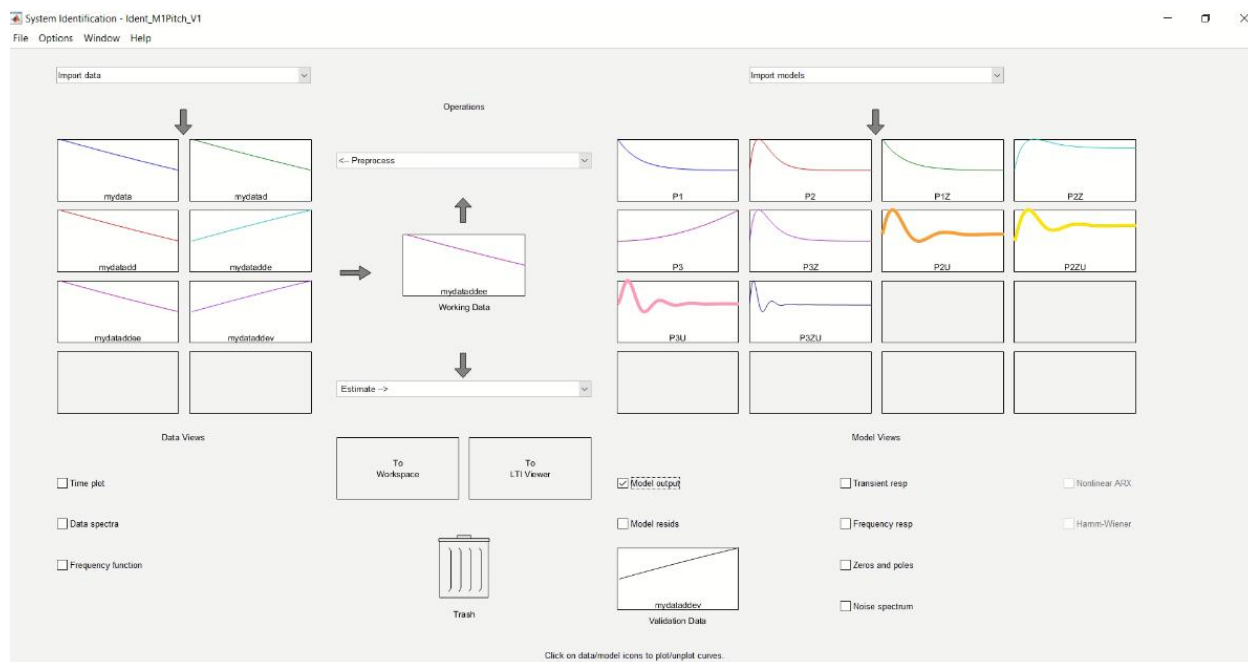 System Identification - Ident_M1Pitch_V1
File Options Window Help
Import data
Import models
Operations
<-- Preprocess
mydata
mydatad
P1
P2
P1Z
P2Z
mydatadd
mydatadde
mydataddee
Working Data
P3
P3Z
P2U
P2ZU
mydataddee
mydataddev
P3U
P3ZU
Estimate -->
Data Views
Model Views
To
Workspace
To
LTI Viewer
Time plot
Model output
Transient resp
Nonlinear ARX
Data spectra
Model resids
Frequency resp
Hamm-Wiener
Frequency function
Zeros and poles
Trash
mydataddev
Validation Data
Noise spectrum
Click on data/model icons to plot/unplot curves.